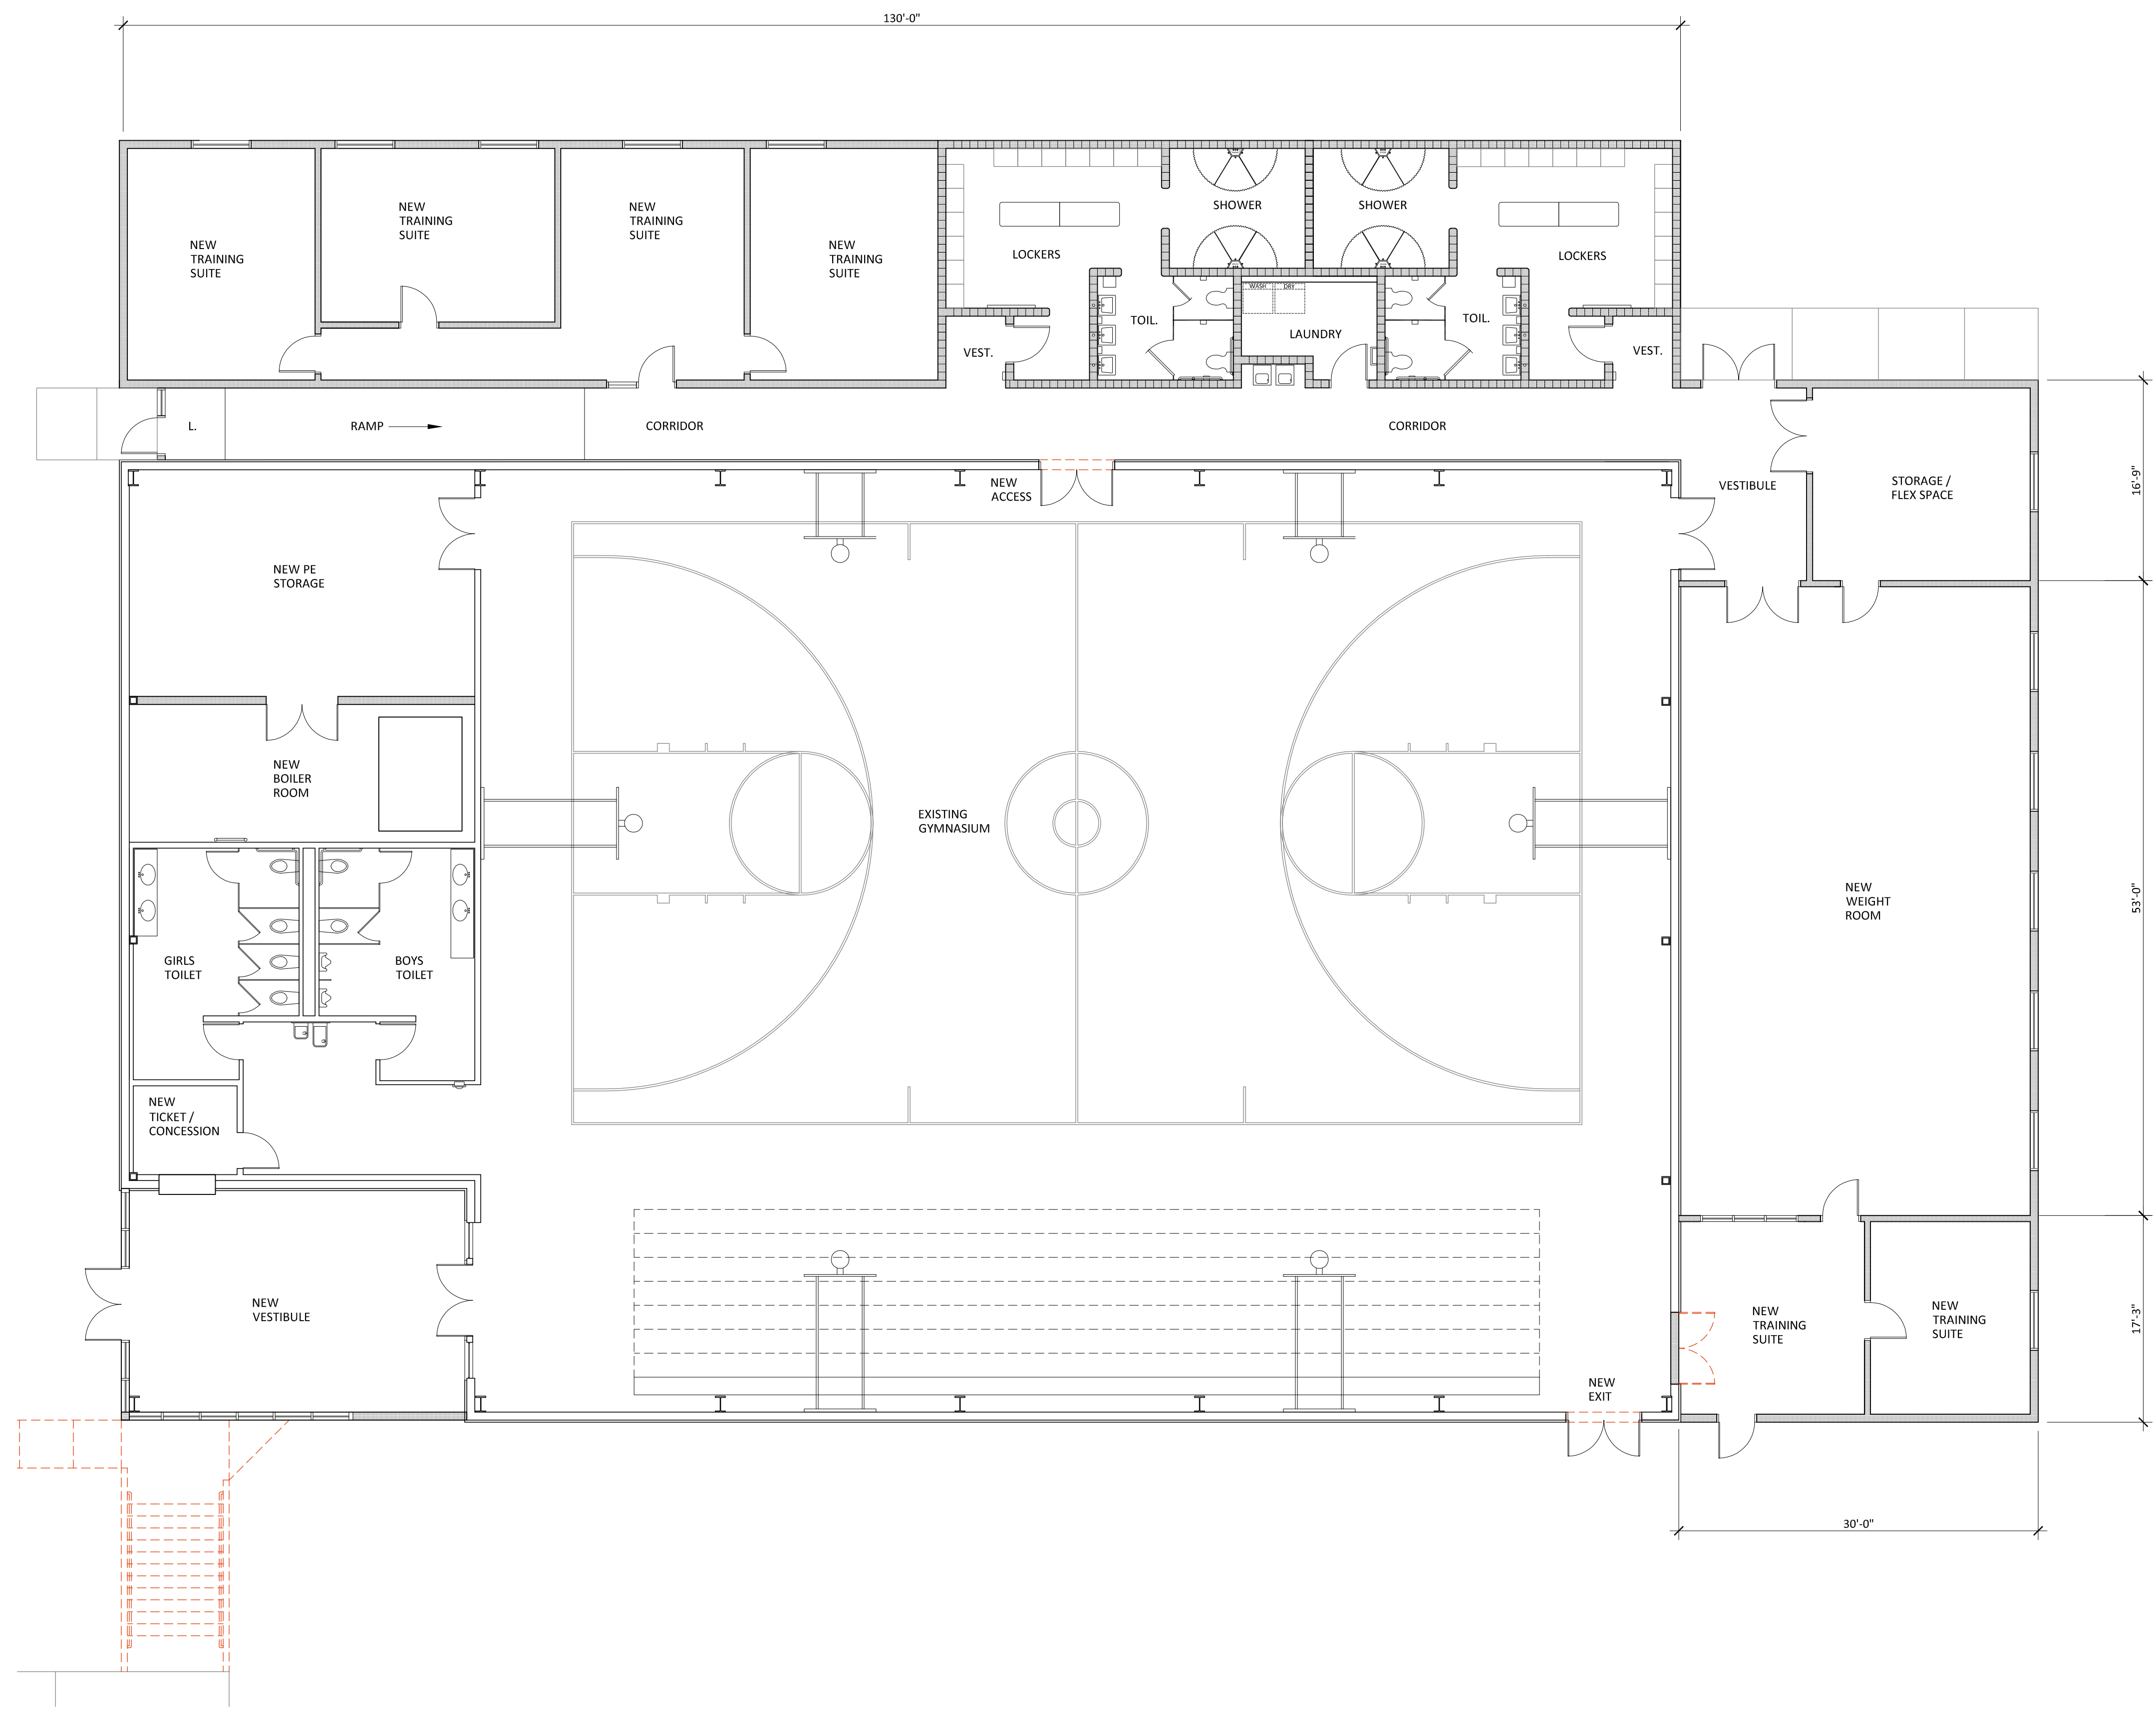 130'-0"
NEW
TRAINING
SUITE
NEW
TRAINING
SUITE
NEW
TRAINING
SUITE
NEW
TRAINING
SUITE
LOCKERS
SHOWER
SHOWER
LOCKERS
VEST.
TOIL.
WASH
DRY
LAUNDRY
TOIL.
VEST.
L.
RAMP
CORRIDOR
CORRIDOR
NEW
ACCESS
VESTIBULE
STORAGE /
FLEX SPACE
16'-9"
NEW PE
STORAGE
NEW
BOILER
ROOM
EXISTING
GYMNASIUM
NEW
WEIGHT
ROOM
53'-0"
GIRLS
TOILET
BOYS
TOILET
NEW
TICKET /
CONCESSION
NEW
VESTIBULE
NEW
TRAINING
SUITE
NEW
TRAINING
SUITE
17'-3"
NEW
EXIT
30'-0"